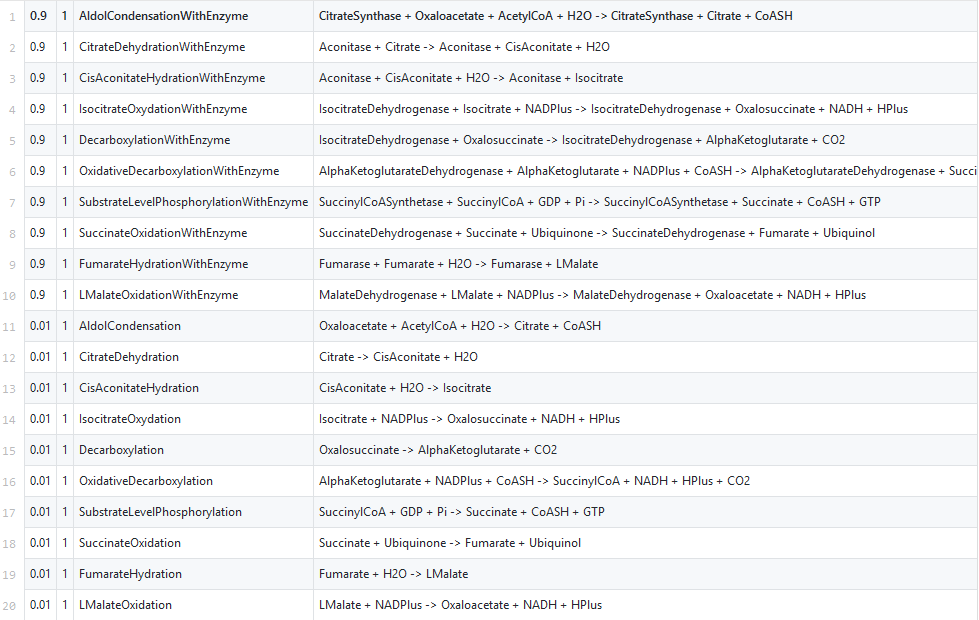 1 0.9 1 AldolCondensationWithEnzyme CitrateSynthase + Oxaloacetate + AcetylCoA + H2O -> CitrateSynthase + Citrate + CoASH
2 0.9 1 CitrateDehydrationWithEnzyme Aconitase + Citrate -> Aconitase + CisAconitate + H2O
3 0.9 1 CisAconitateHydrationWithEnzyme Aconitase + CisAconitate + H2O -> Aconitase + Isocitrate
4 0.9 1 IsocitrateOxydationWithEnzyme IsocitrateDehydrogenase + Isocitrate + NADPlus -> IsocitrateDehydrogenase + Oxalosuccinate + NADH + HPlus
5 0.9 1 DecarboxylationWithEnzyme IsocitrateDehydrogenase + Oxalosuccinate -> IsocitrateDehydrogenase + AlphaKetoglutarate + CO2
6 0.9 1 OxidativeDecarboxylationWithEnzyme AlphaKetoglutarateDehydrogenase + AlphaKetoglutarate + NADPlus + CoASH -> AlphaKetoglutarateDehydrogenase + Succi
7 0.9 1 SubstrateLevelPhosphorylationWithEnzyme SuccinylCoASynthetase + SuccinylCoA + GDP + Pi -> SuccinylCoASynthetase + Succinate + CoASH + GTP
8 0.9 1 SuccinateOxidationWithEnzyme SuccinateDehydrogenase + Succinate + Ubiquinone -> SuccinateDehydrogenase + Fumarate + Ubiquinol
9 0.9 1 FumarateHydrationWithEnzyme Fumarase + Fumarate + H2O -> Fumarase + LMalate
10 0.9 1 LMalateOxidationWithEnzyme MalateDehydrogenase + LMalate + NADPlus -> MalateDehydrogenase + Oxaloacetate + NADH + HPlus
11 0.01 1 AldolCondensation Oxaloacetate + AcetylCoA + H2O -> Citrate + CoASH
12 0.01 1 CitrateDehydration Citrate -> CisAconitate + H2O
13 0.01 1 CisAconitateHydration CisAconitate + H2O -> Isocitrate
14 0.01 1 IsocitrateOxydation Isocitrate + NADPlus -> Oxalosuccinate + NADH + HPlus
15 0.01 1 Decarboxylation Oxalosuccinate -> AlphaKetoglutarate + CO2
16 0.01 1 OxidativeDecarboxylation AlphaKetoglutarate + NADPlus + CoASH -> SuccinylCoA + NADH + HPlus + CO2
17 0.01 1 SubstrateLevelPhosphorylation SuccinylCoA + GDP + Pi -> Succinate + CoASH + GTP
18 0.01 1 SuccinateOxidation Succinate + Ubiquinone -> Fumarate + Ubiquinol
19 0.01 1 FumarateHydration Fumarate + H2O -> LMalate
20 0.01 1 LMalateOxidation LMalate + NADPlus -> Oxaloacetate + NADH + HPlus